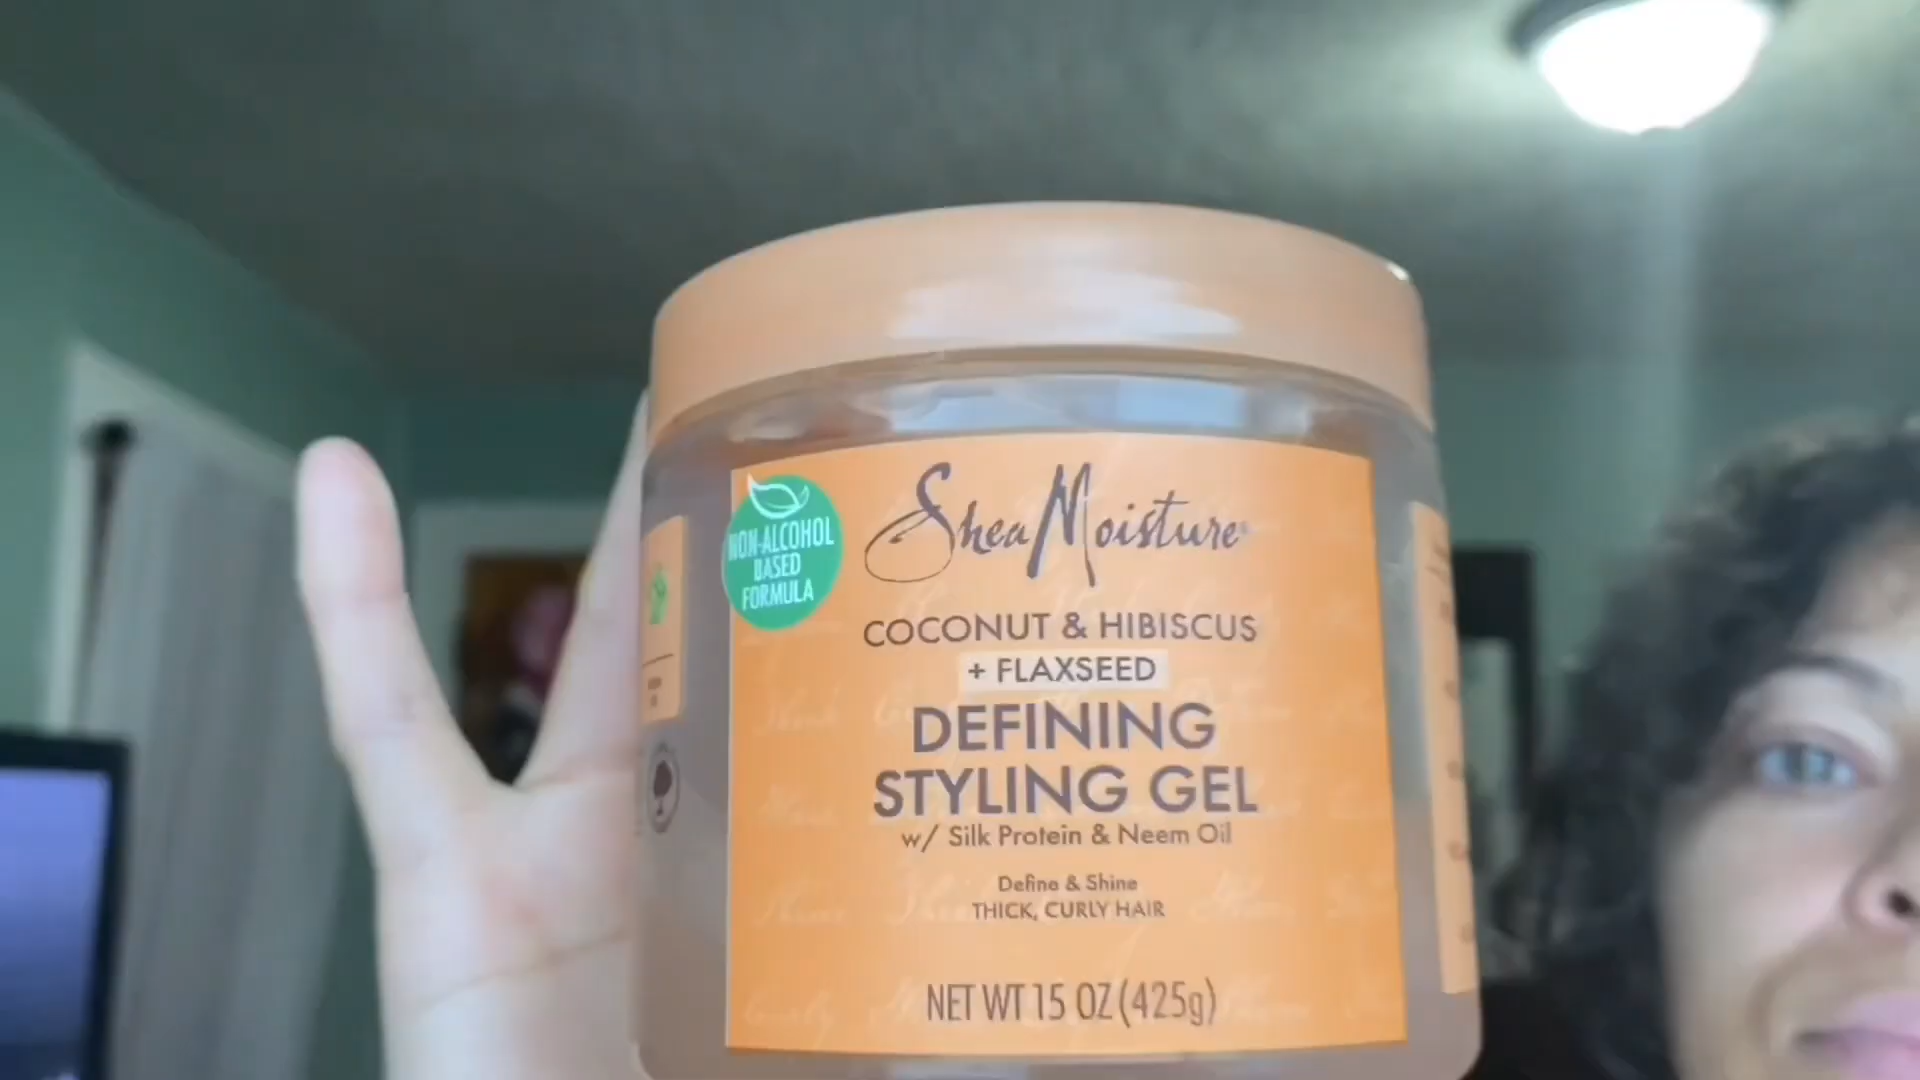 NON-ALCOHOL
BASED
FORMULA
SheaMoisture
COCONUT & HIBISCUS
+ FLAXSEED
DEFINING
STYLING GEL
w/ Silk Protein & Neem Oil
Define & Shine
THICK, CURLY HAIR
NET WT 15 OZ (425g)